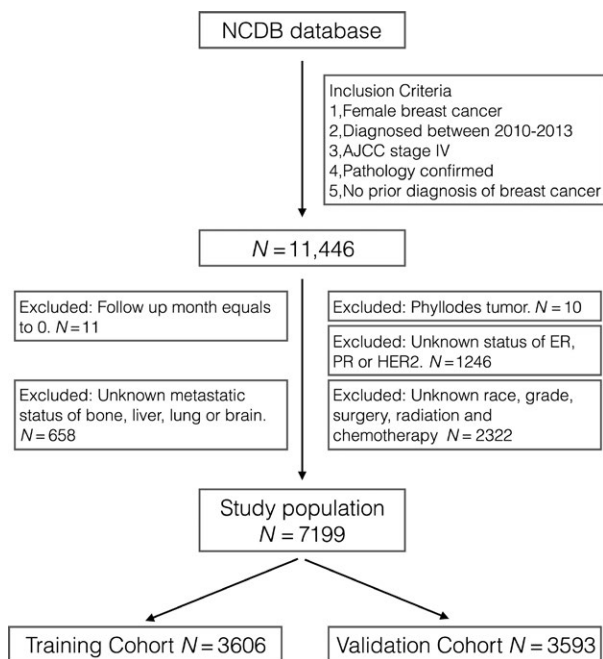 NCDB database
Inclusion Criteria
1,Female breast cancer
2,Diagnosed between 2010-2013
3,AJCC stage IV
4,Pathology confirmed
5,No prior diagnosis of breast cancer
N = 11,446
Excluded: Follow up month equals
to 0. N = 11
Excluded: Phyllodes tumor. N = 10
Excluded: Unknown status of ER,
PR or HER2. N = 1246
Excluded: Unknown metastatic
status of bone, liver, lung or brain.
N = 658
Excluded: Unknown race, grade,
surgery, radiation and
chemotherapy N = 2322
Study population
N = 7199
Training Cohort N = 3606
Validation Cohort N = 3593